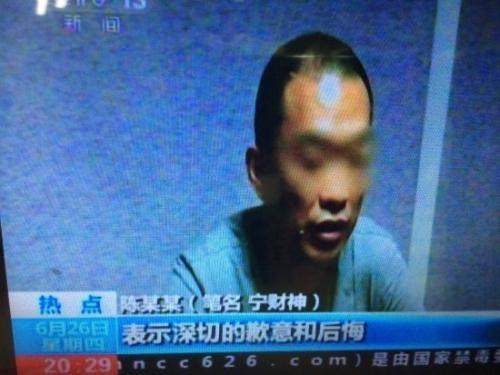 13
新闻
热点
陈某某(笔名 宁财神)
6月26日
星期四
表示深切的歉意和后悔
20:29
ncc626.com)是由国家禁毒